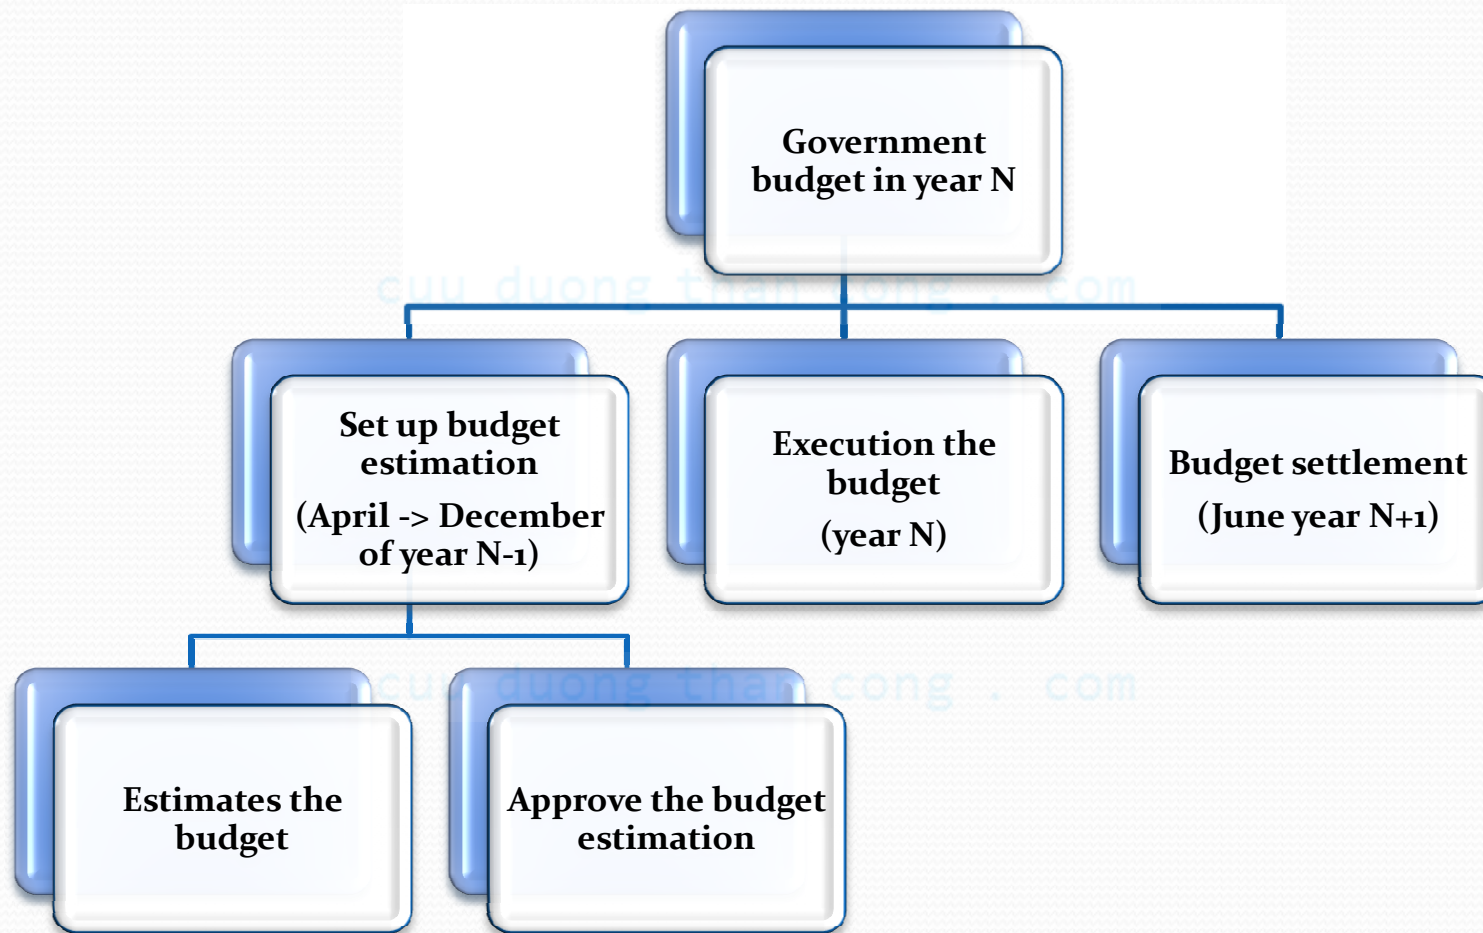 Government
budget in year N
cuu duong than cong . com
Set up budget
estimation
(April -> December
of year N-1)
Execution the
budget
(year N)
Budget settlement
(June year N+1)
cuu duong than cong . com
Estimates the
budget
Approve the budget
estimation